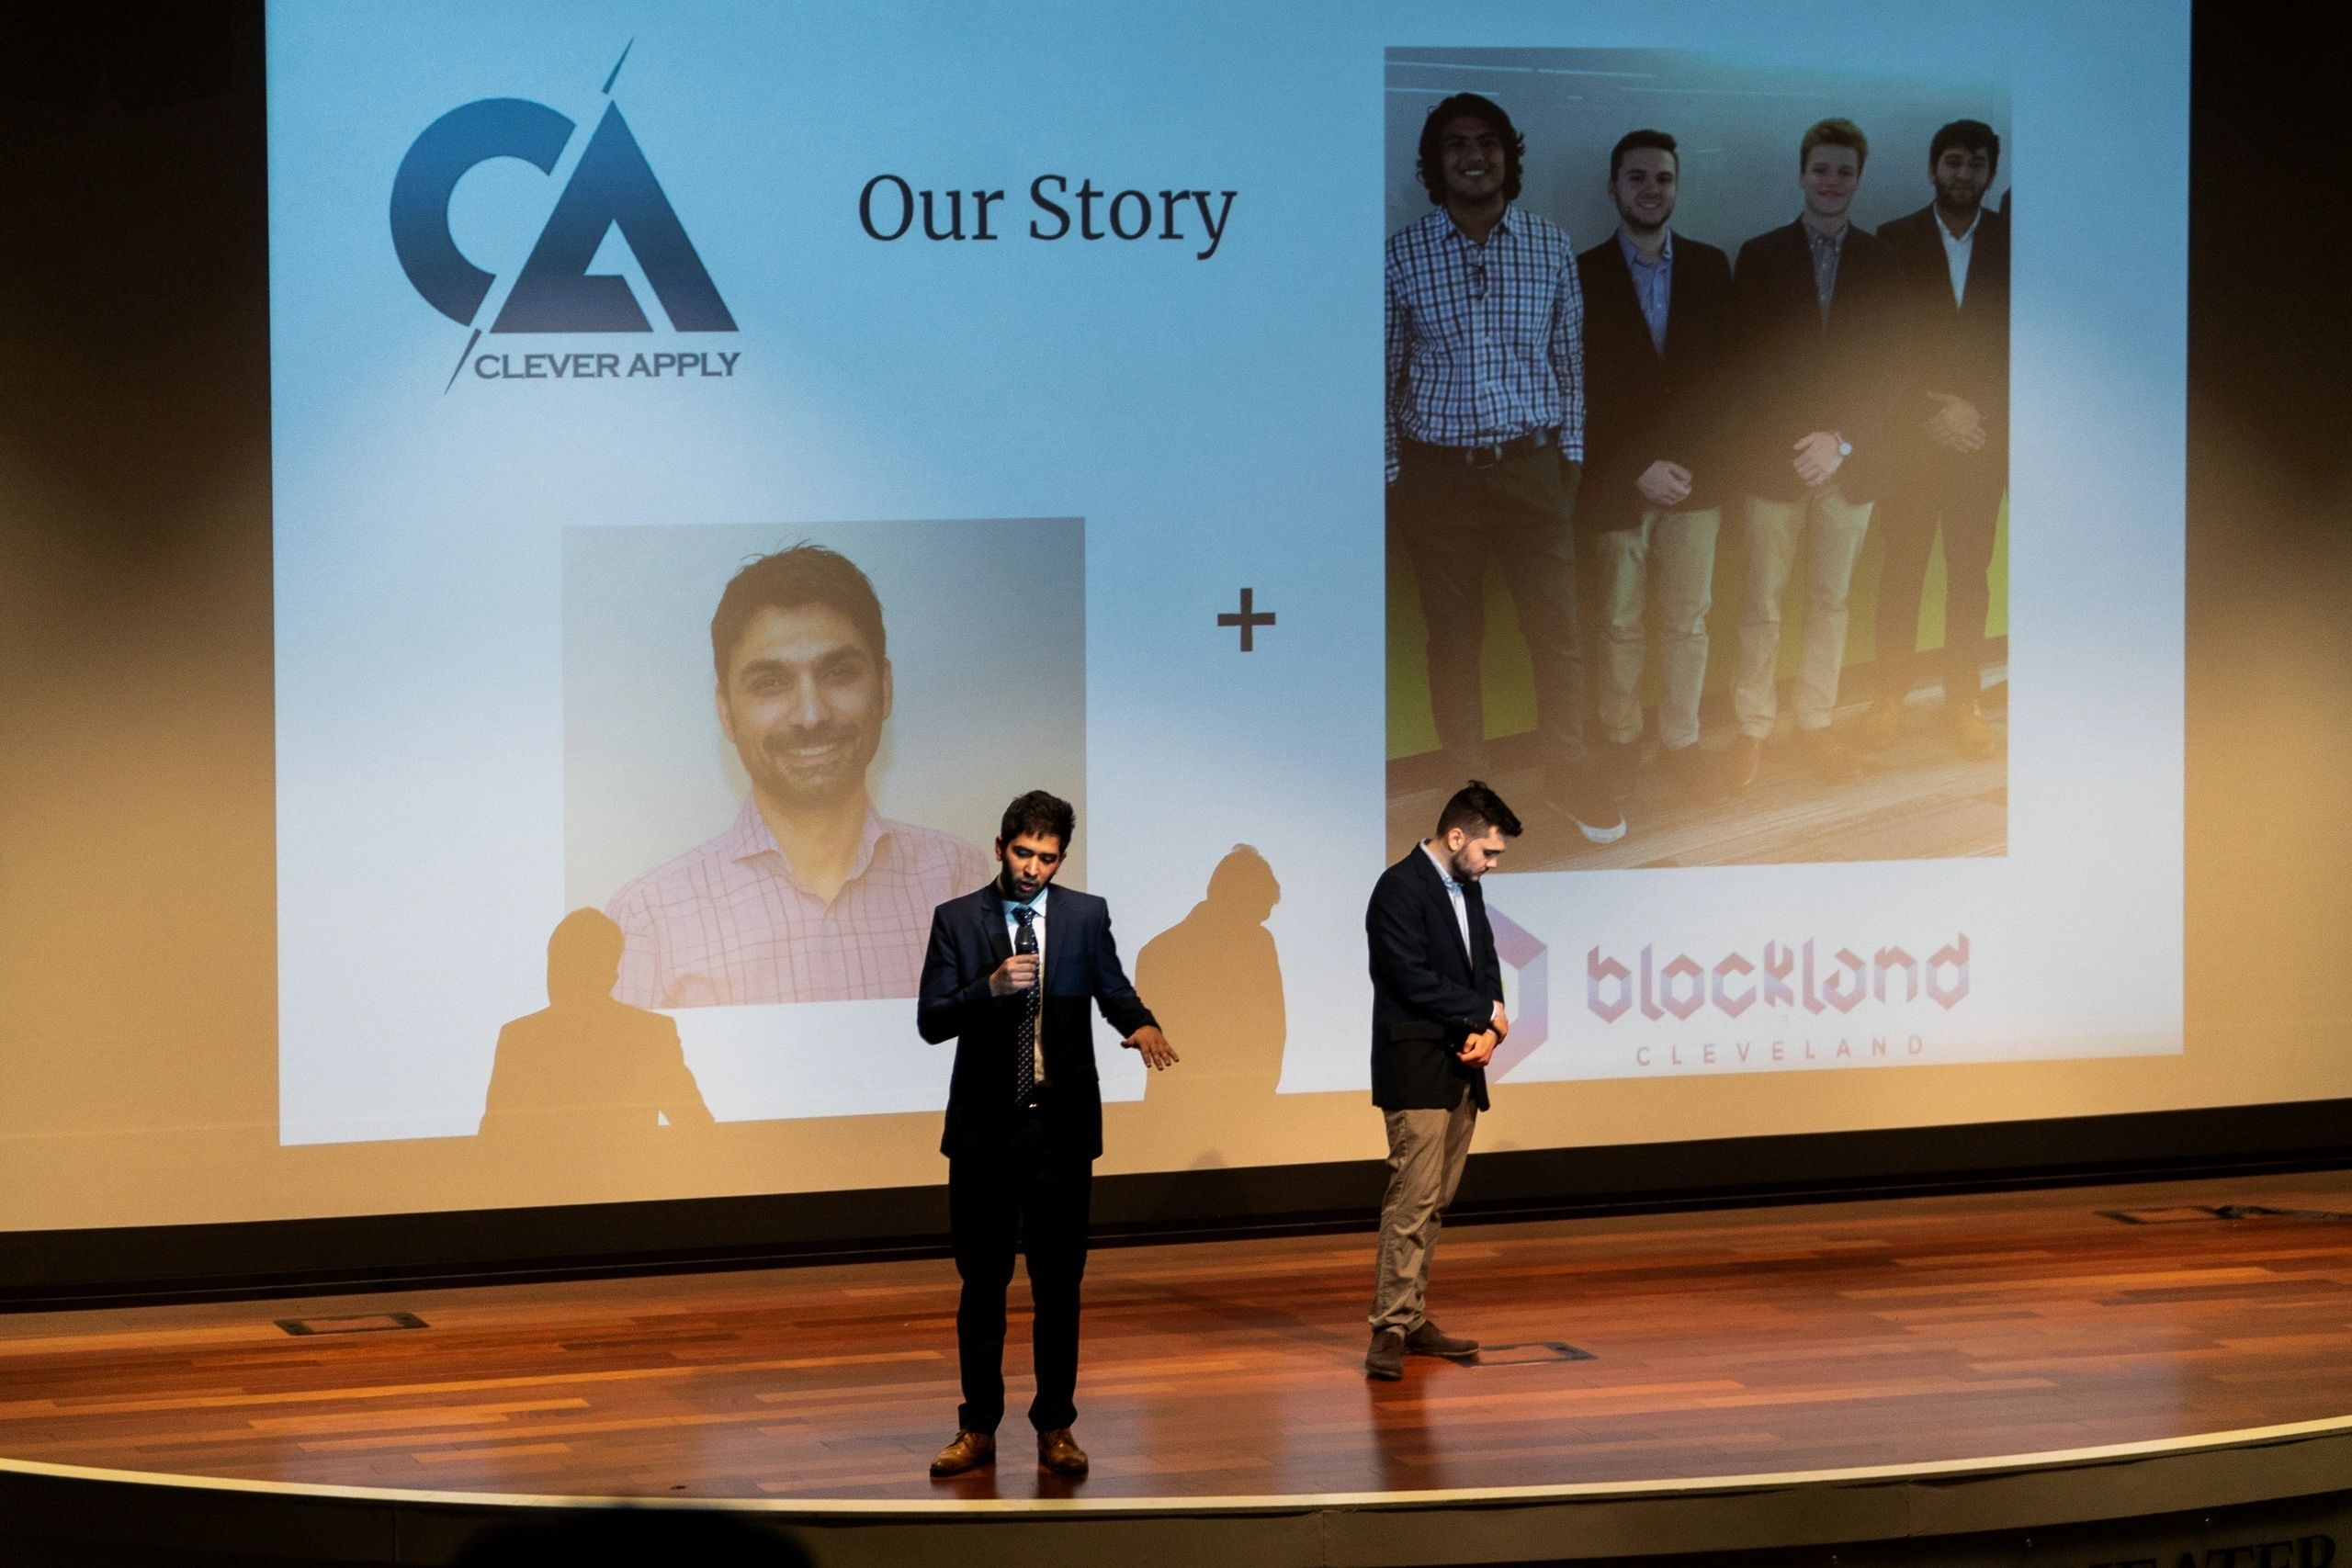 CA
CLEVER APPLY
Our Story
+
blockland
CLEVELAND